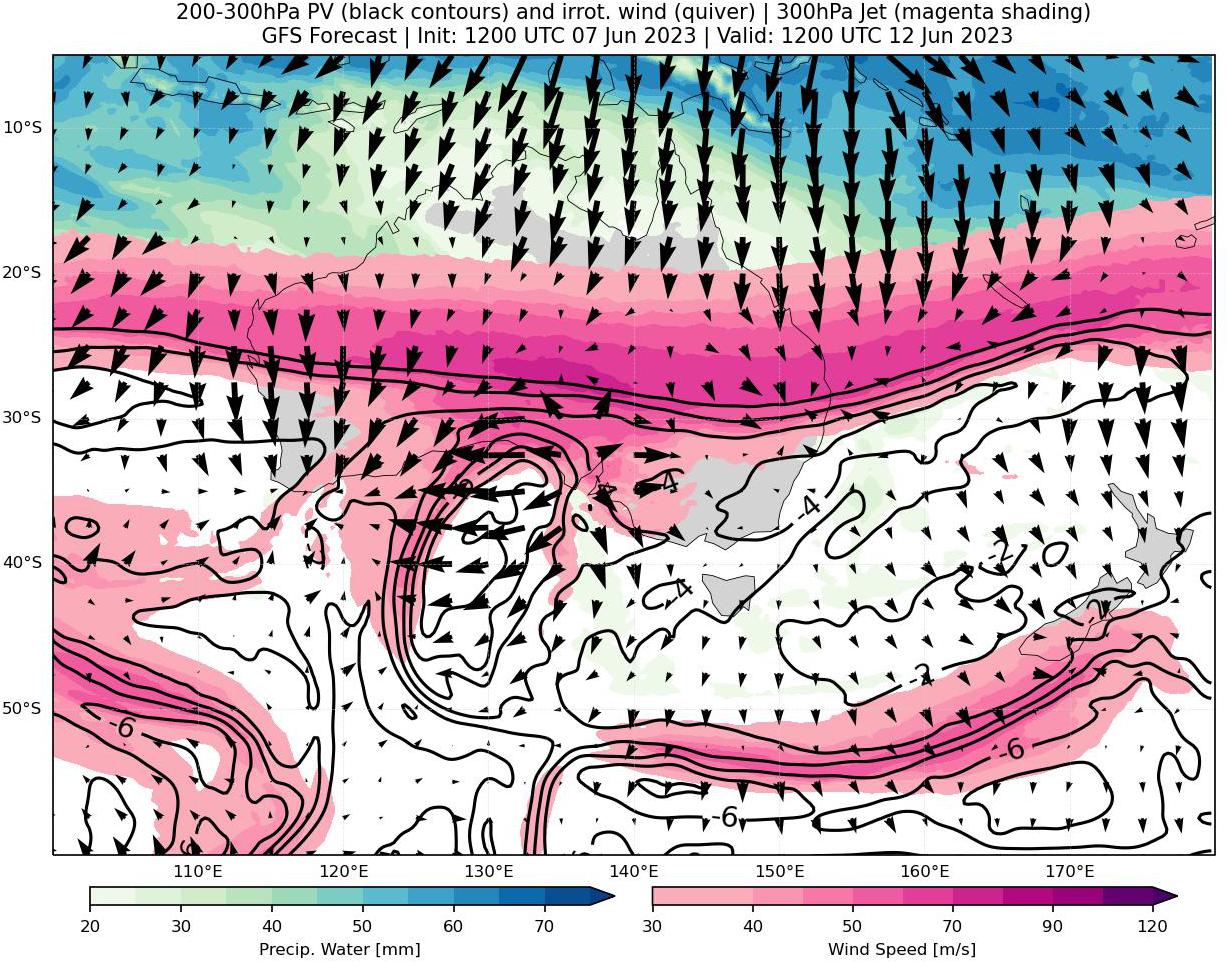 200-300hPa PV (black contours) and irrot. wind (quiver) | 300hPa Jet (magenta shading)
GFS Forecast | Init: 1200 UTC 07 Jun 2023 | Valid: 1200 UTC 12 Jun 2023
10°S
20°S
30°S
-4
-4
40°S
-2
-4
-2
50°S
-6
-6
-6
110°E 120°E 130°E 140°E 150°E 160°E 170°E
20 30 40 50 60 70
30 40 50 70 90 120
Precip. Water [mm]
Wind Speed [m/s]